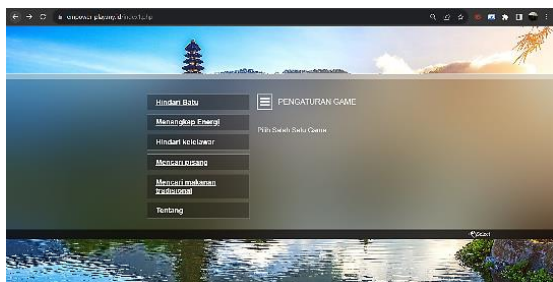 Hindari Batu
PENGATURAN GAME
Menangkap Energi
Pilih Salah Satu Game
Hindari kelelawar
Mencari pisang
Mencari makanan
tradisional
Tentang